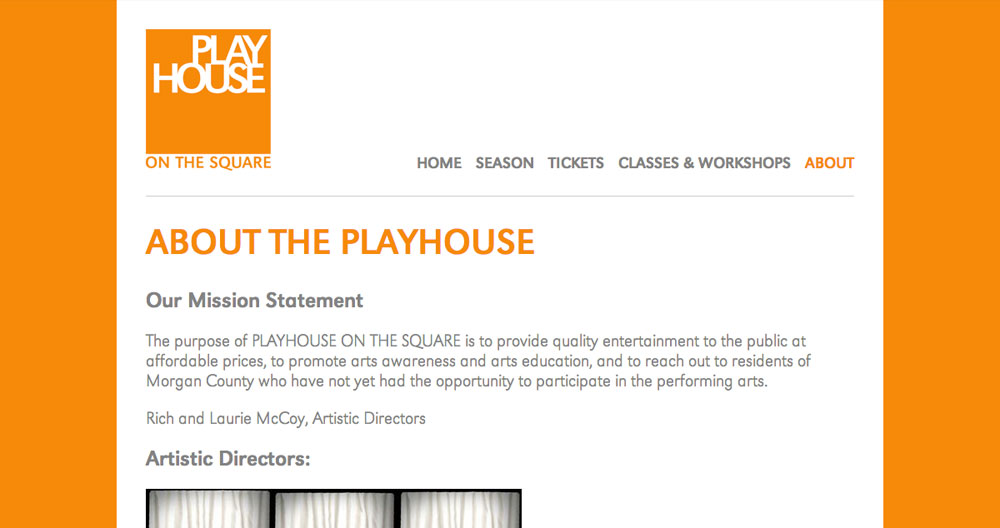 PLAY
HOUSE
ON THE SQUARE
HOME SEASON TICKETS CLASSES & WORKSHOPS ABOUT
ABOUT THE PLAYHOUSE
Our Mission Statement
The purpose of PLAYHOUSE ON THE SQUARE is to provide quality entertainment to the public at
affordable prices, to promote arts awareness and arts education, and to reach out to residents of
Morgan County who have not yet had the opportunity to participate in the performing arts.
Rich and Laurie McCoy, Artistic Directors
Artistic Directors: